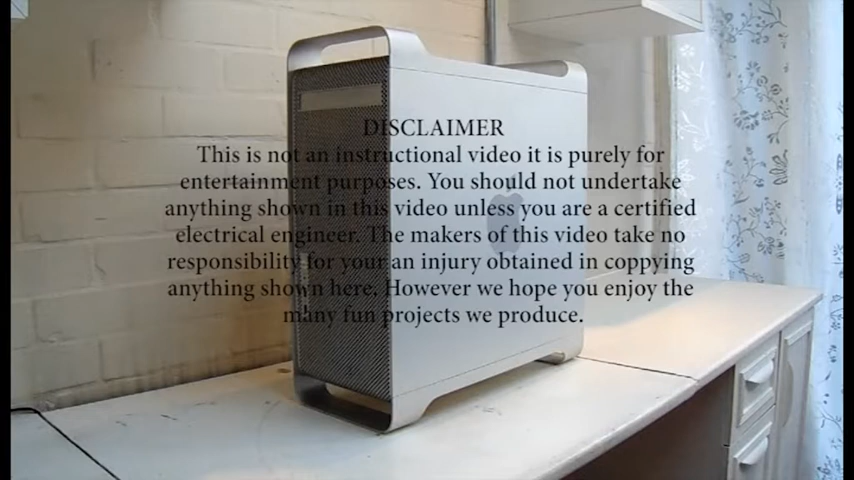 DISCLAIMER
This is not an instructional video it is purely for
entertainment purposes. You should not undertake
anything shown in this video unless you are a certified
electrical engineer. The makers of this video take no
responsibility for your an injury obtained in coppying
anything shown here. However we hope you enjoy the
many fun projects we produce.